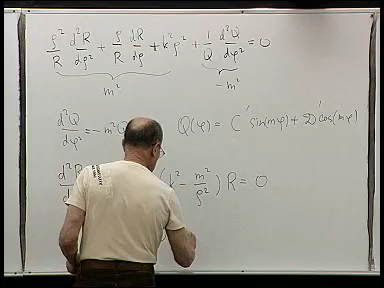 ρ²/R d²R/dρ² + ρ/R dR/dρ + k²ρ² + 1/Q d²Q/dφ² = 0
m² -m²
d²Q/dφ² = -m²Q Q(φ) = C' sin(mφ) + D' cos(mφ)
d²R (k² - m²/ρ²) R = 0